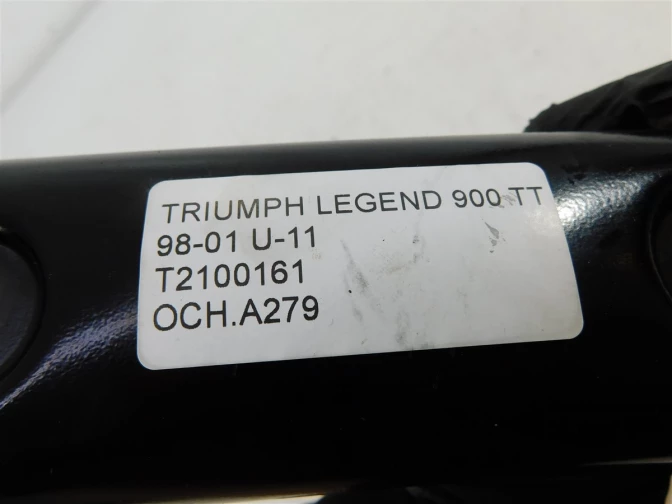 TRIUMPH LEGEND 900 TT
98-01 U-11
T2100161
OCH.A279